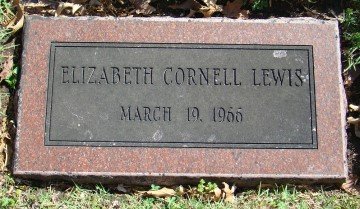 ELIZABETH CORNELL LEWIS
MARCH 19, 1966